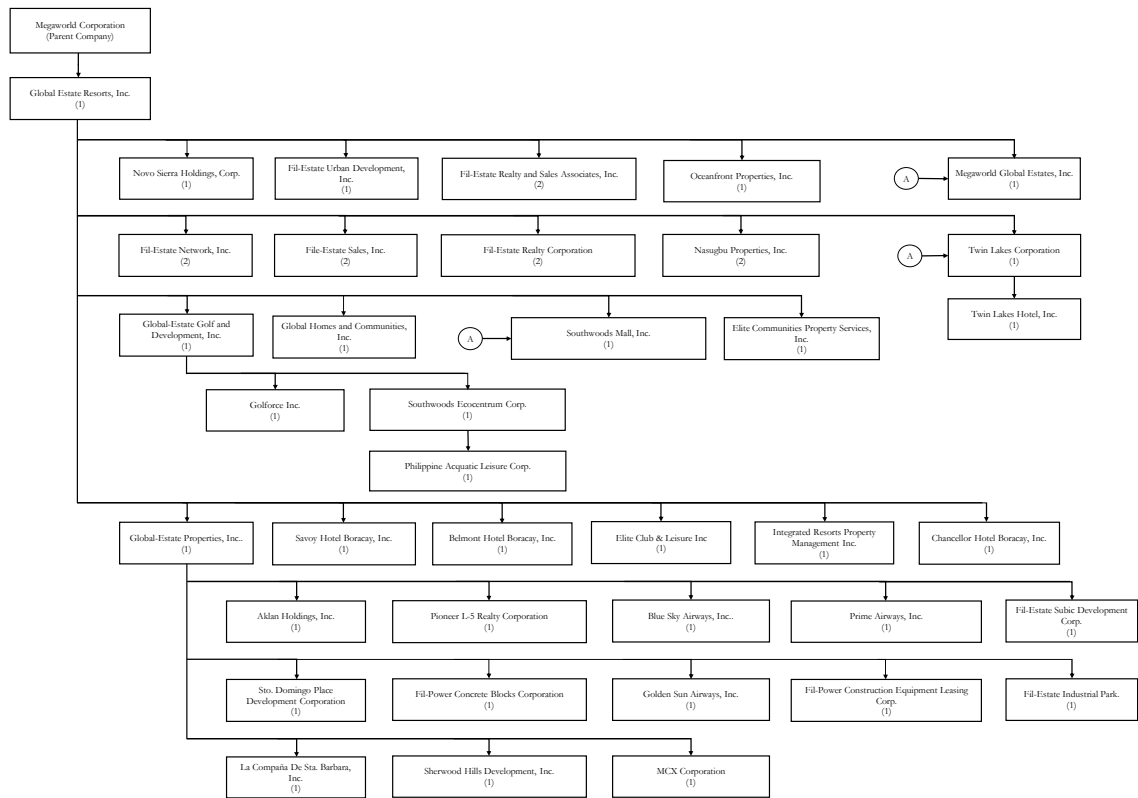 Megaworld Corporation
(Parent Company)
Global Estate Resorts, Inc.
(1)
Novo Sierra Holdings, Corp.
(1)
Fil-Estate Urban Development,
Inc.
(1)
Fil-Estate Realty and Sales Associates, Inc.
(2)
Oceanfront Properties, Inc.
(1)
A
Megaworld Global Estates, Inc.
(1)
Fil-Estate Network, Inc.
(2)
File-Estate Sales, Inc.
(2)
Fil-Estate Realty Corporation
(2)
Nasugbu Properties, Inc.
(2)
A
Twin Lakes Corporation
(1)
Twin Lakes Hotel, Inc.
(1)
Global-Estate Golf and
Development, Inc.
(1)
Global Homes and Communities,
Inc.
(1)
A
Southwoods Mall, Inc.
(1)
Elite Communities Property Services,
Inc.
(1)
Golforce Inc.
(1)
Southwoods Ecocentrum Corp.
(1)
Philippine Acquatic Leisure Corp.
(1)
Global-Estate Properties, Inc..
(1)
Savoy Hotel Boracay, Inc.
(1)
Belmont Hotel Boracay, Inc.
(1)
Elite Club & Leisure Inc
(1)
Integrated Resorts Property
Management Inc.
(1)
Chancellor Hotel Boracay, Inc.
(1)
Aklan Holdings, Inc.
(1)
Pioneer L-5 Realty Corporation
(1)
Blue Sky Airways, Inc..
(1)
Prime Airways, Inc.
(1)
Fil-Estate Subic Development
Corp.
(1)
Sto. Domingo Place
Development Corporation
(1)
Fil-Power Concrete Blocks Corporation
(1)
Golden Sun Airways, Inc.
(1)
Fil-Power Construction Equipment Leasing
Corp.
(1)
Fil-Estate Industrial Park.
(1)
La Compaña De Sta. Barbara,
Inc.
(1)
Sherwood Hills Development, Inc.
(1)
MCX Corporation
(1)